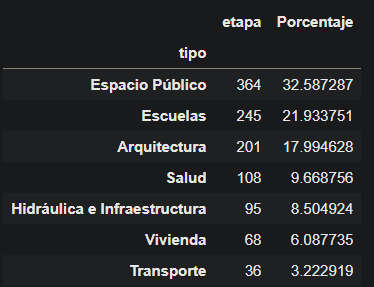 etapa Porcentaje
tipo
Espacio Público 364 32.587287
Escuelas 245 21.933751
Arquitectura 201 17.994628
Salud 108 9.668756
Hidráulica e Infraestructura 95 8.504924
Vivienda 68 6.087735
Transporte 36 3.222919